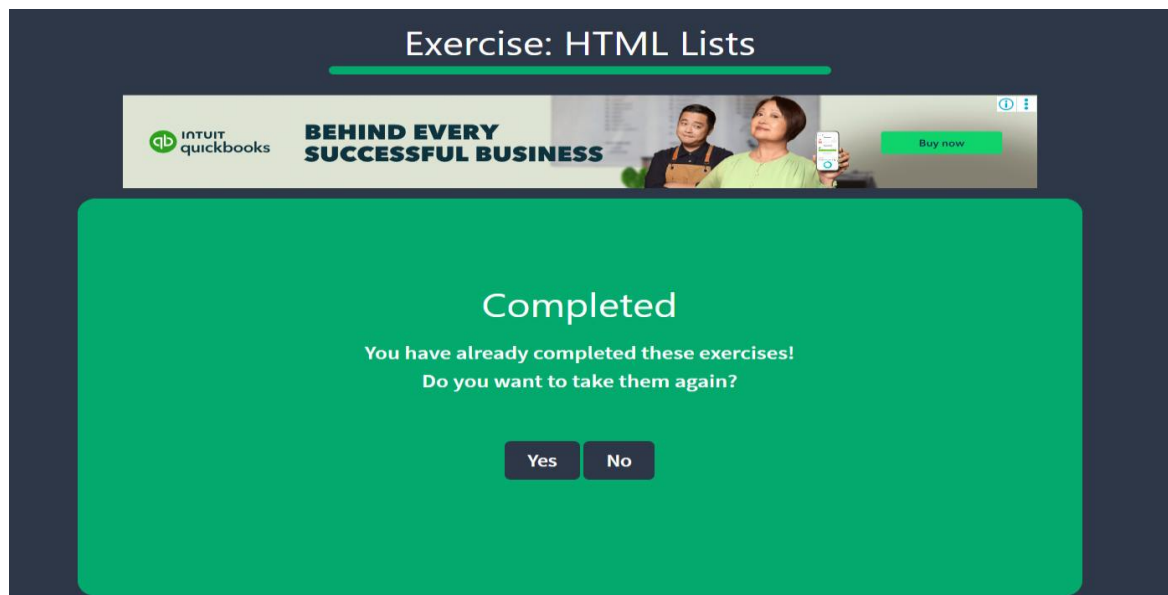 Exercise: HTML Lists
qb INTUIT
quickbooks
BEHIND EVERY
SUCCESSFUL BUSINESS
Buy now
Completed
You have already completed these exercises!
Do you want to take them again?
Yes No